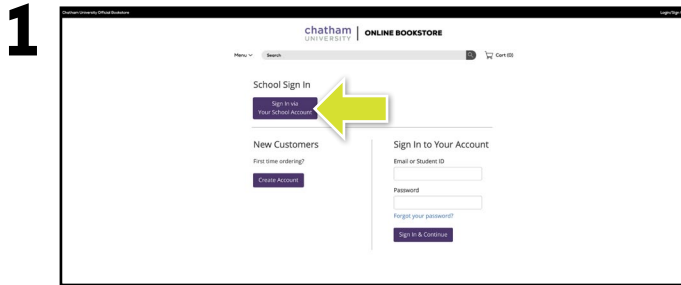 1
Chatham University Official Bookstore
Login/Sign
chatham UNIVERSITY | ONLINE BOOKSTORE
Menu Search Cart (0)
School Sign In
Sign In via
Your School Account
New Customers
First time ordering?
Create Account
Sign In to Your Account
Email or Student ID
Password
Forgot your password?
Sign In & Continue